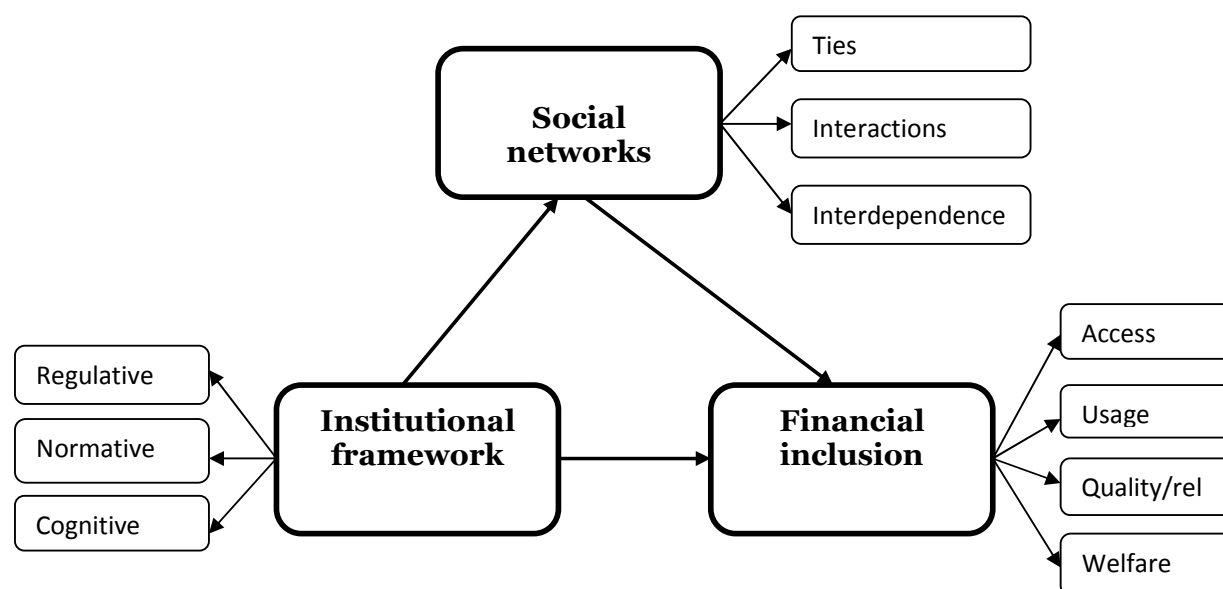 Ties
Social
networks
Interactions
Interdependence
Access
Regulative
Institutional
framework
Financial
inclusion
Usage
Normative
Quality/rel
Cognitive
Welfare